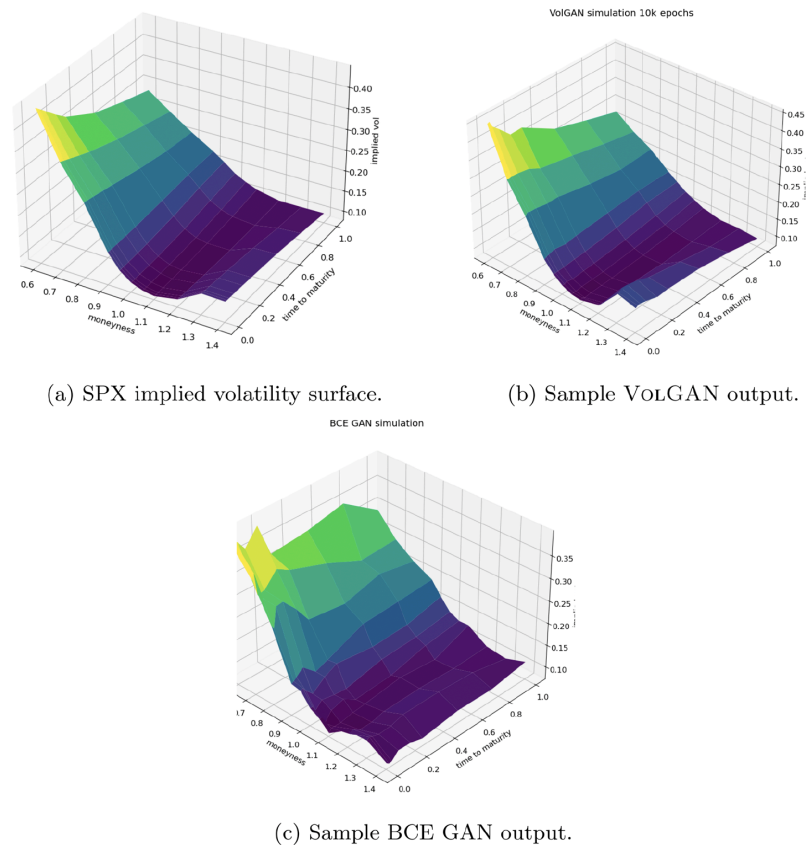 VolGAN simulation 10k epochs
0.40
0.35
0.30
0.25
0.20
0.15
0.10
implied vol
0.6 0.7 0.8 0.9 1.0 1.1 1.2 1.3 1.4
moneyness
0.0 0.2 0.4 0.6 0.8 1.0
time to maturity
0.45
0.40
0.35
0.30
0.25
0.20
0.15
0.10
0.6 0.7 0.8 0.9 1.0 1.1 1.2 1.3 1.4
moneyness
0.0 0.2 0.4 0.6 0.8 1.0
time to maturity
(a) SPX implied volatility surface.
(b) Sample VOLGAN output.
BCE GAN simulation
0.35
0.30
0.25
0.20
0.15
0.10
0.8 0.9 1.0 1.1 1.2 1.3 1.4
moneyness
0.0 0.2 0.4 0.6 0.8 1.0
time to maturity
(c) Sample BCE GAN output.